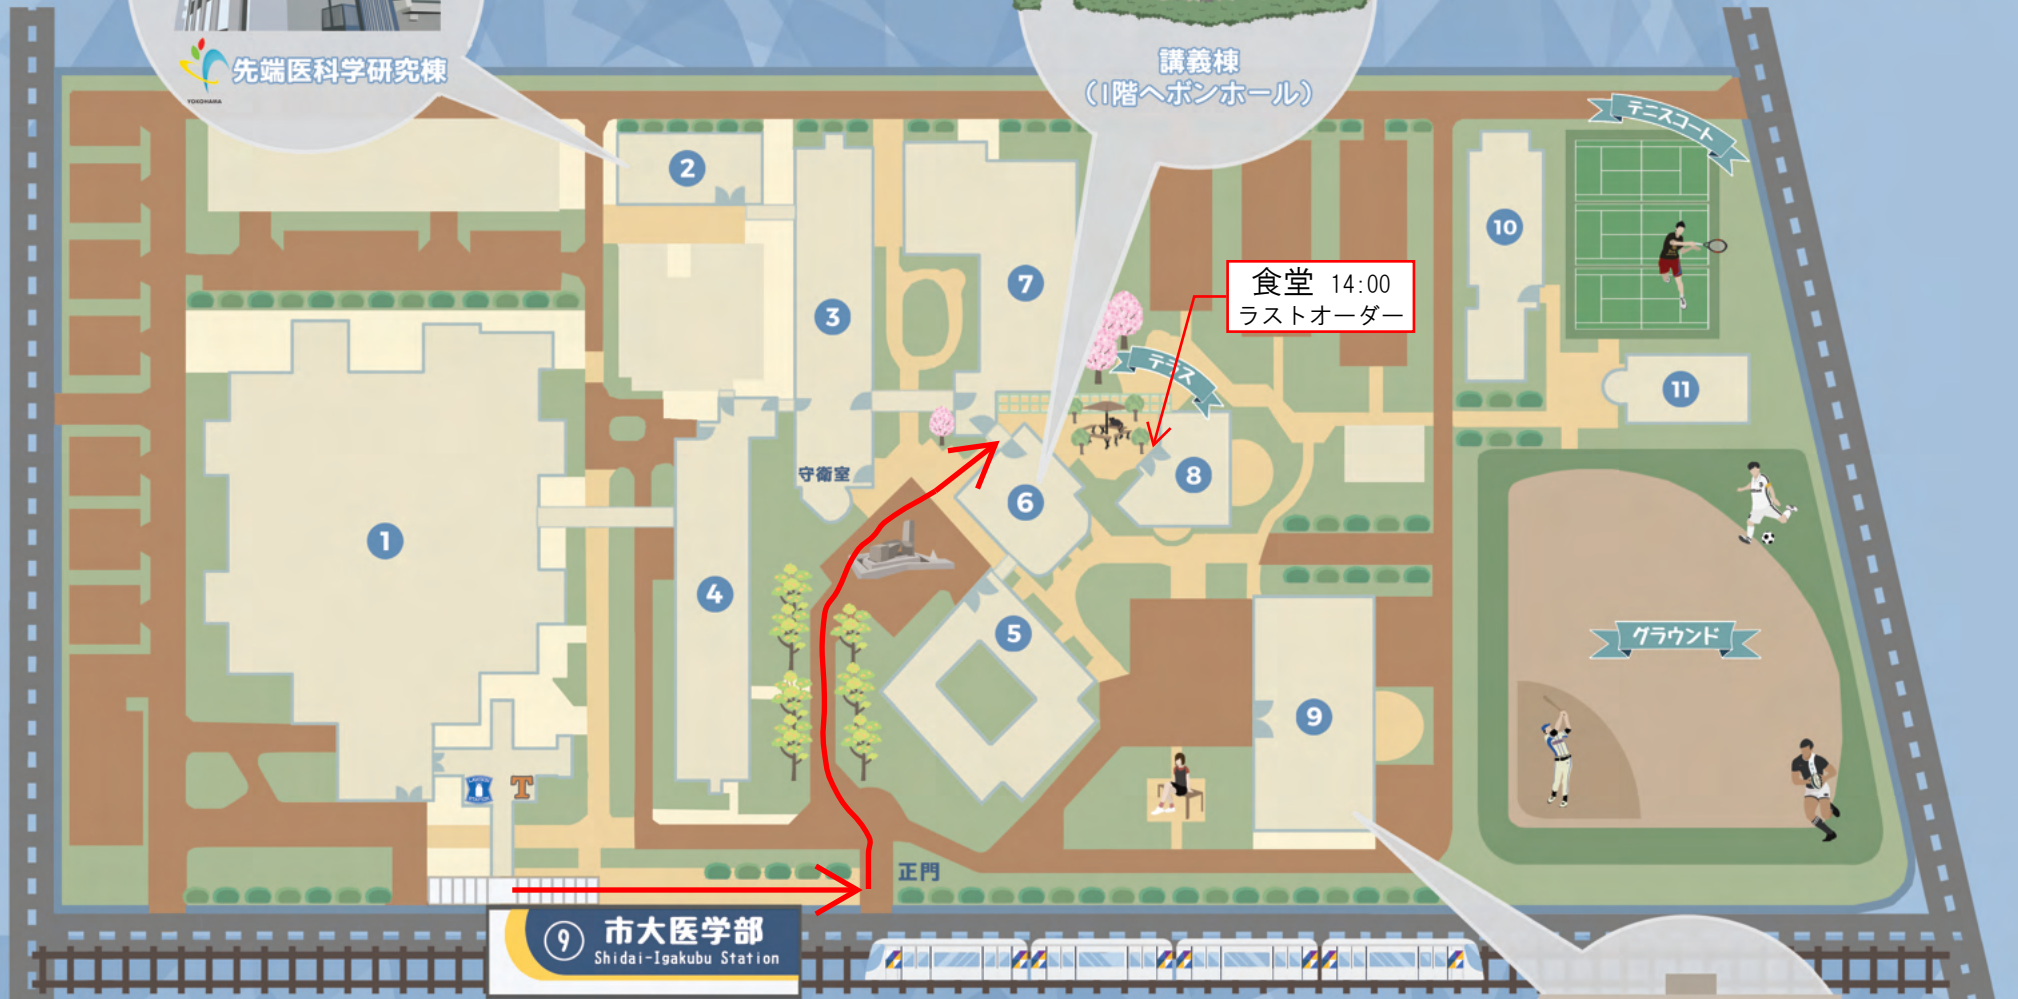 先端医科学研究棟
YOKOHAMA
講義棟
(1階ヘボンホール)
テニスコート
2
10
7
3
食堂 14:00
ラストオーダー
テラス
11
守衛室
8
6
1
4
5
グラウンド
9
LAWSON
STATION
T
正門
⑨ 市大医学部
Shidai-Igakubu Station